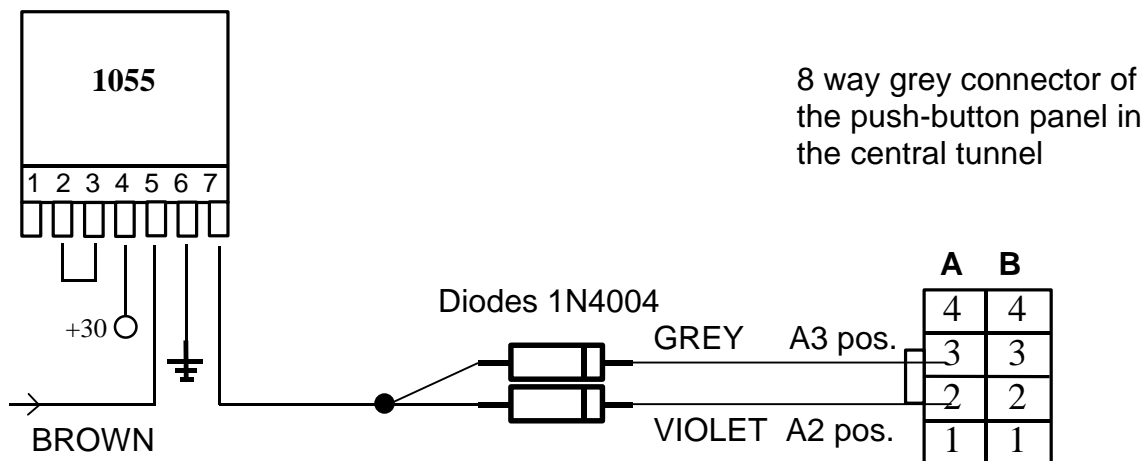 1055
8 way grey connector of
the push-button panel in
the central tunnel
1 2 3 4 5 6 7
A B
Diodes 1N4004
4 4
+30
GREY A3 pos.
3 3
2 2
BROWN
VIOLET A2 pos.
1 1